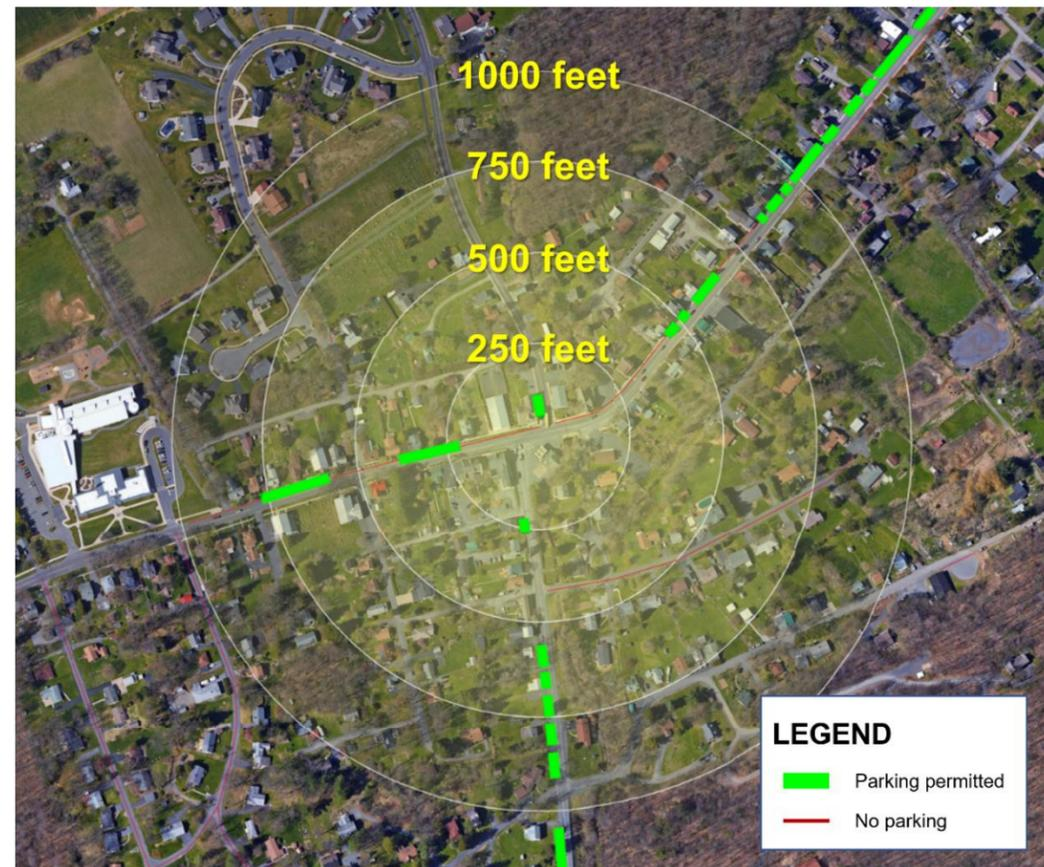 1000 feet
750 feet
500 feet
250 feet
LEGEND
Parking permitted
No parking